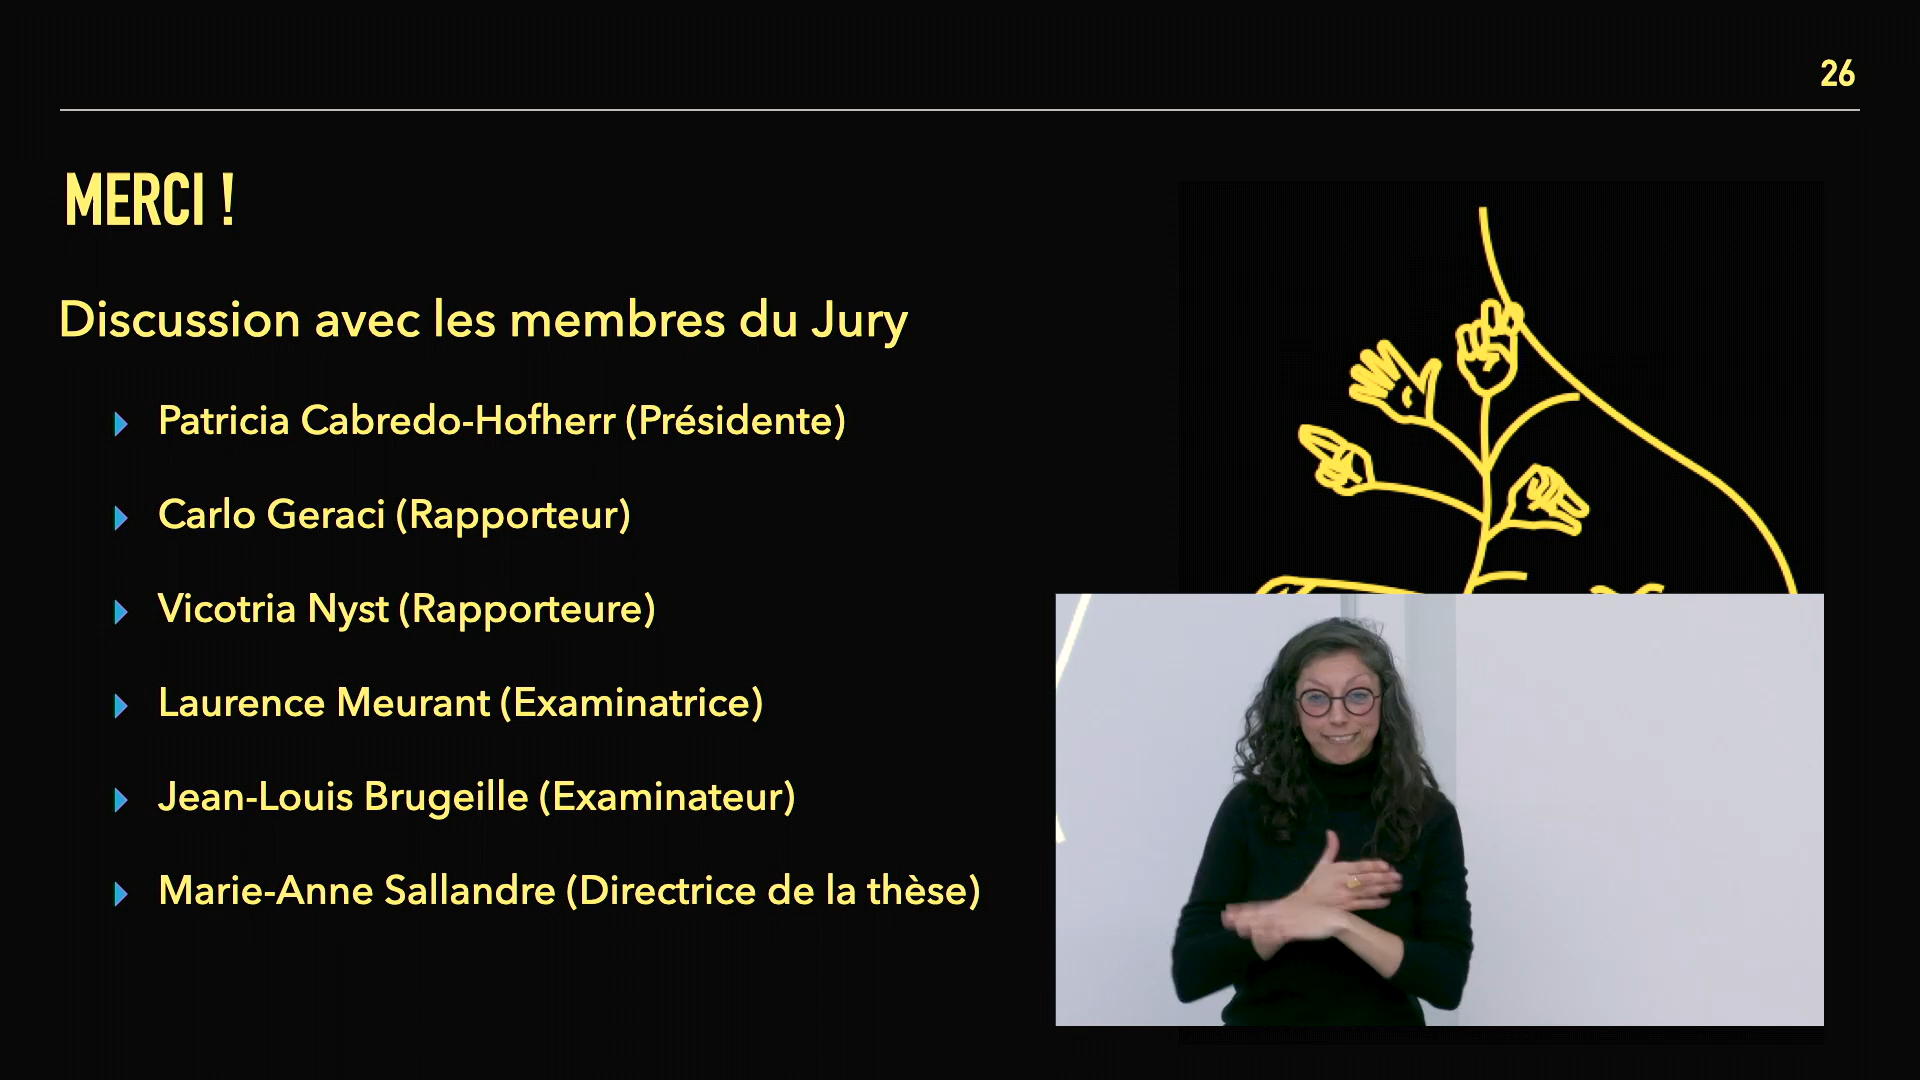 26
MERCI !
Discussion avec les membres du Jury
Patricia Cabredo-Hofherr (Présidente)
Carlo Geraci (Rapporteur)
Vicotria Nyst (Rapporteure)
Laurence Meurant (Examinatrice)
Jean-Louis Brugeille (Examinateur)
Marie-Anne Sallandre (Directrice de la thèse)